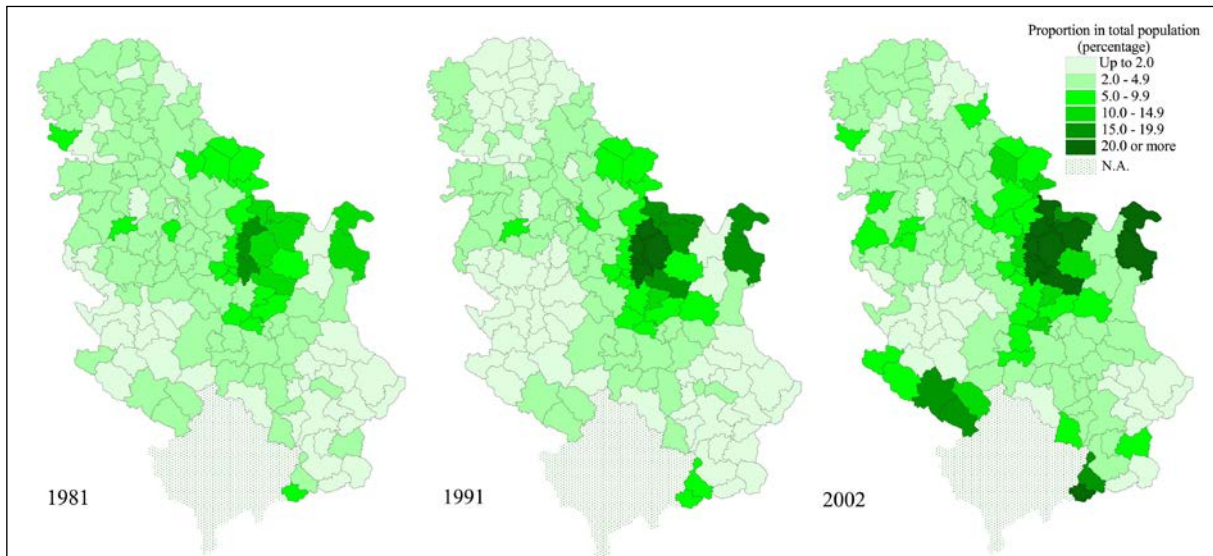 Proportion in total population
(percentage)
Up to 2.0
2.0 - 4.9
5.0 - 9.9
10.0 - 14.9
15.0 - 19.9
20.0 or more
N.A.
1981
1991
2002